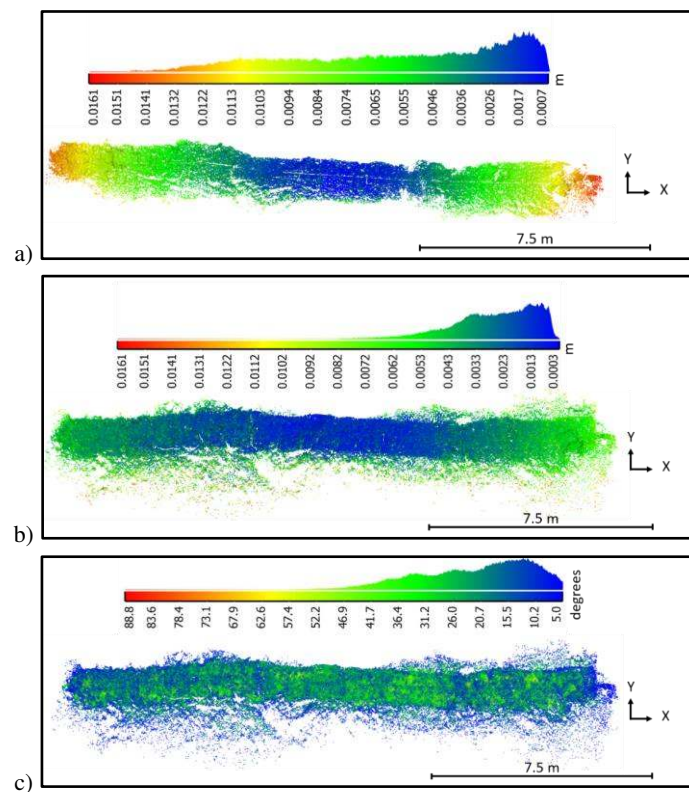 0.0161 0.0151 0.0141 0.0132 0.0122 0.0113 0.0103 0.0094 0.0084 0.0074 0.0065 0.0055 0.0046 0.0036 0.0026 0.0017 0.0007 m
Y
X
7.5 m
a)
0.0161 0.0151 0.0141 0.0131 0.0122 0.0112 0.0102 0.0092 0.0082 0.0072 0.0062 0.0053 0.0043 0.0033 0.0023 0.0013 0.0003 m
Y
X
7.5 m
b)
88.8 83.6 78.4 73.1 67.9 62.6 57.4 52.2 46.9 41.7 36.4 31.2 26.0 20.7 15.5 10.2 5.0 degrees
Y
X
7.5 m
c)